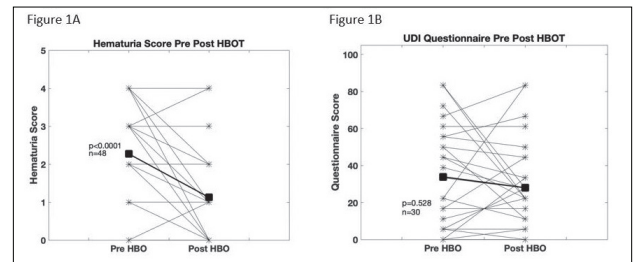 Figure 1A
Hematuria Score Pre Post HBOT
Hematuria Score
5
4
3
2
1
0
p<0.0001
n=48
Pre HBO
Post HBO
Figure 1B
UDI Questionnaire Pre Post HBOT
Questionnaire Score
100
80
60
40
20
0
p=0.528
n=30
Pre HBO
Post HBO